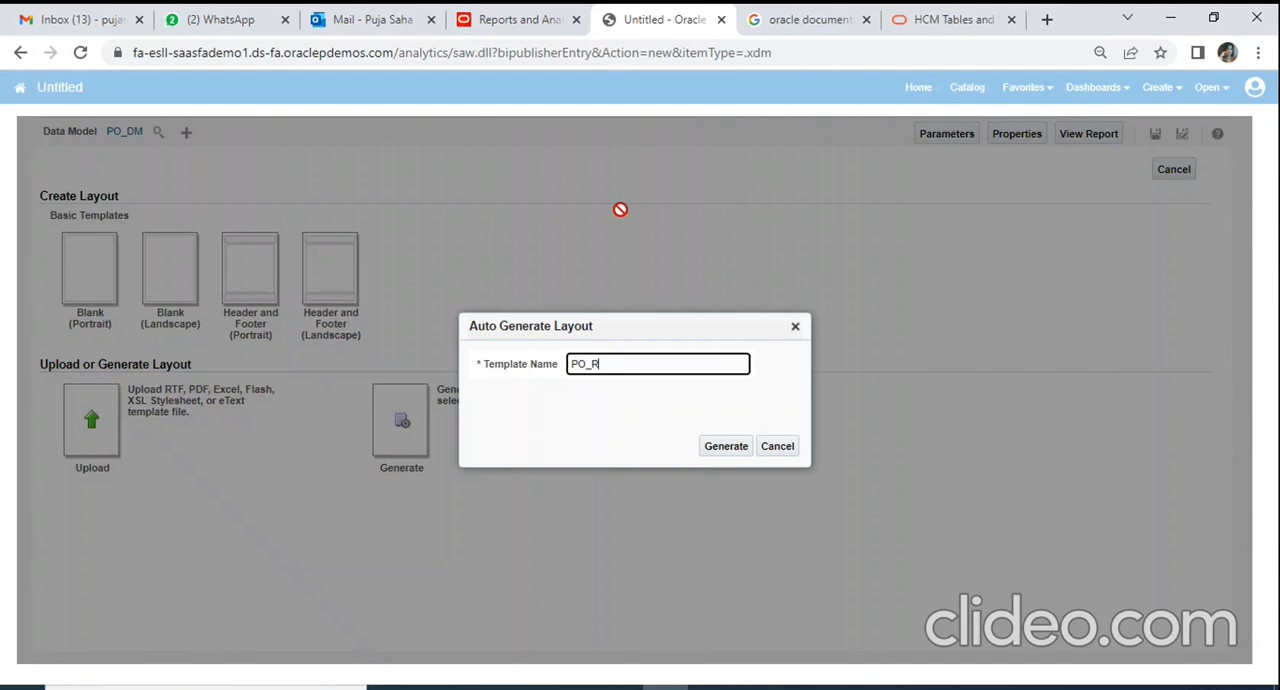 Inbox (13) - pujas
(2) WhatsApp
Mail - Puja Saha
Reports and Ana
Untitled - Oracle
oracle document
HCM Tables and
fa-esll-saasfademo1.ds-fa.oraclepdemos.com/analytics/saw.dll?bipublisherEntry&Action=new&itemType=.xdm
Untitled
Home
Catalog
Favorites
Dashboards
Create
Open
Data Model PO_DM
Parameters
Properties
View Report
Cancel
Create Layout
Basic Templates
Blank
(Portrait)
Blank
(Landscape)
Header and
Footer
(Portrait)
Header and
Footer
(Landscape)
Upload or Generate Layout
Upload RTF, PDF, Excel, Flash,
XSL Stylesheet, or eText
template file.
Upload
Gen
sele
Generate
Auto Generate Layout
* Template Name PO_R
Generate
Cancel
clideo.com